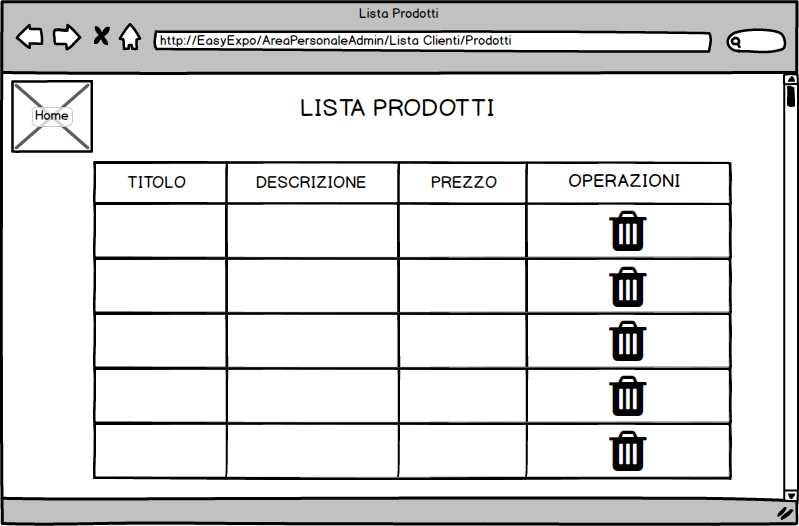 Lista Prodotti
http://EasyExpo/AreaPersonaleAdmin/Lista Clienti/Prodotti
Home
LISTA PRODOTTI
TITOLO DESCRIZIONE PREZZO OPERAZIONI